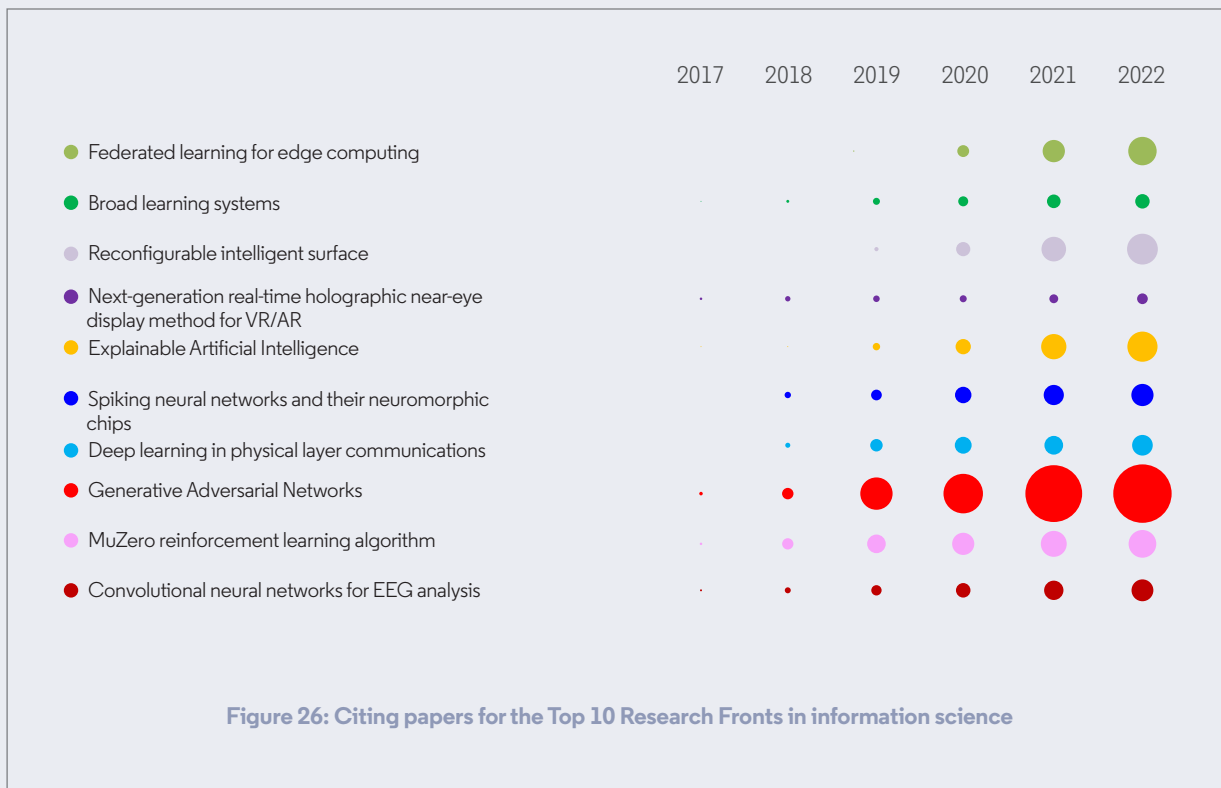 2017 2018 2019 2020 2021 2022
Federated learning for edge computing
Broad learning systems
Reconfigurable intelligent surface
Next-generation real-time holographic near-eye
display method for VR/AR
Explainable Artificial Intelligence
Spiking neural networks and their neuromorphic
chips
Deep learning in physical layer communications
Generative Adversarial Networks
MuZero reinforcement learning algorithm
Convolutional neural networks for EEG analysis
Figure 26: Citing papers for the Top 10 Research Fronts in information science